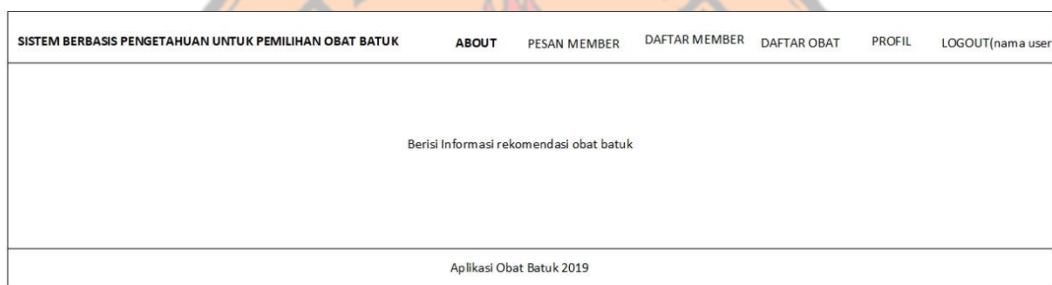 SISTEM BERBASIS PENGETAHUAN UNTUK PEMILIHAN OBAT BATUK ABOUT PESAN MEMBER DAFTAR MEMBER DAFTAR OBAT PROFIL LOGOUT(nama user
Berisi Informasi rekomendasi obat batuk
Aplikasi Obat Batuk 2019